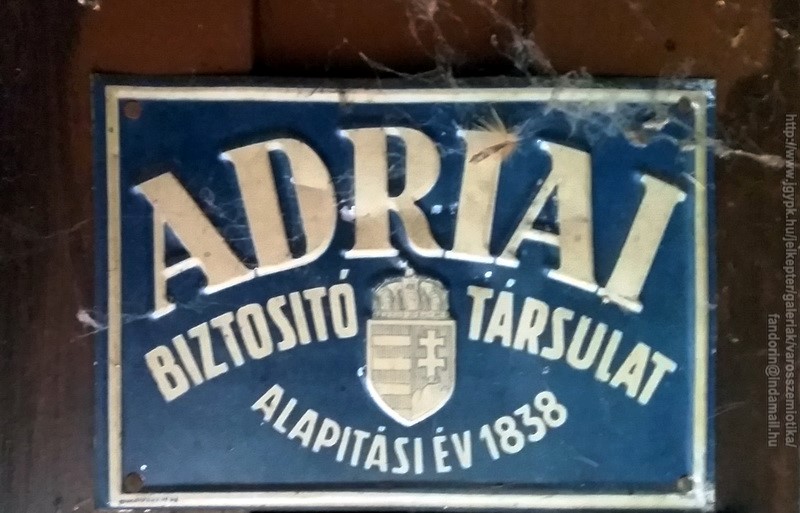 ADRIAI
BIZTOSITÓ TÁRSULAT
ALAPITÁSI ÉV 1838
http://www.jgypk.hu/jelkepter/galeriak/varosszemiotika/
fandorin@indamail.hu